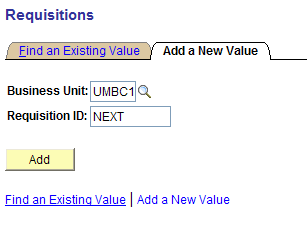 Requisitions
Find an Existing Value Add a New Value
Business Unit: UMBC1
Requisition ID: NEXT
Add
Find an Existing Value | Add a New Value